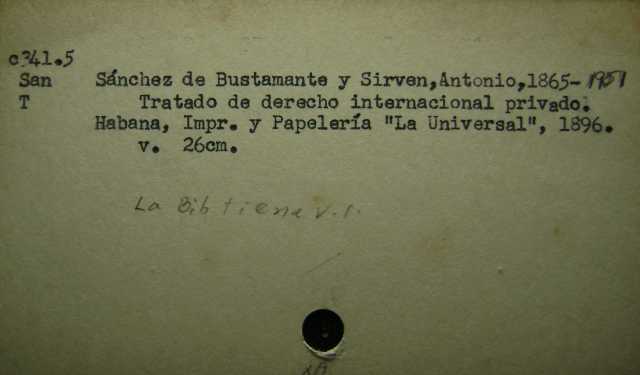 c341.5
San Sánchez de Bustamante y Sirven,Antonio,1865-1951
T Tratado de derecho internacional privado.
Habana, Impr. y Papelería "La Universal", 1896.
v. 26cm.
La Bib tiene v.1.